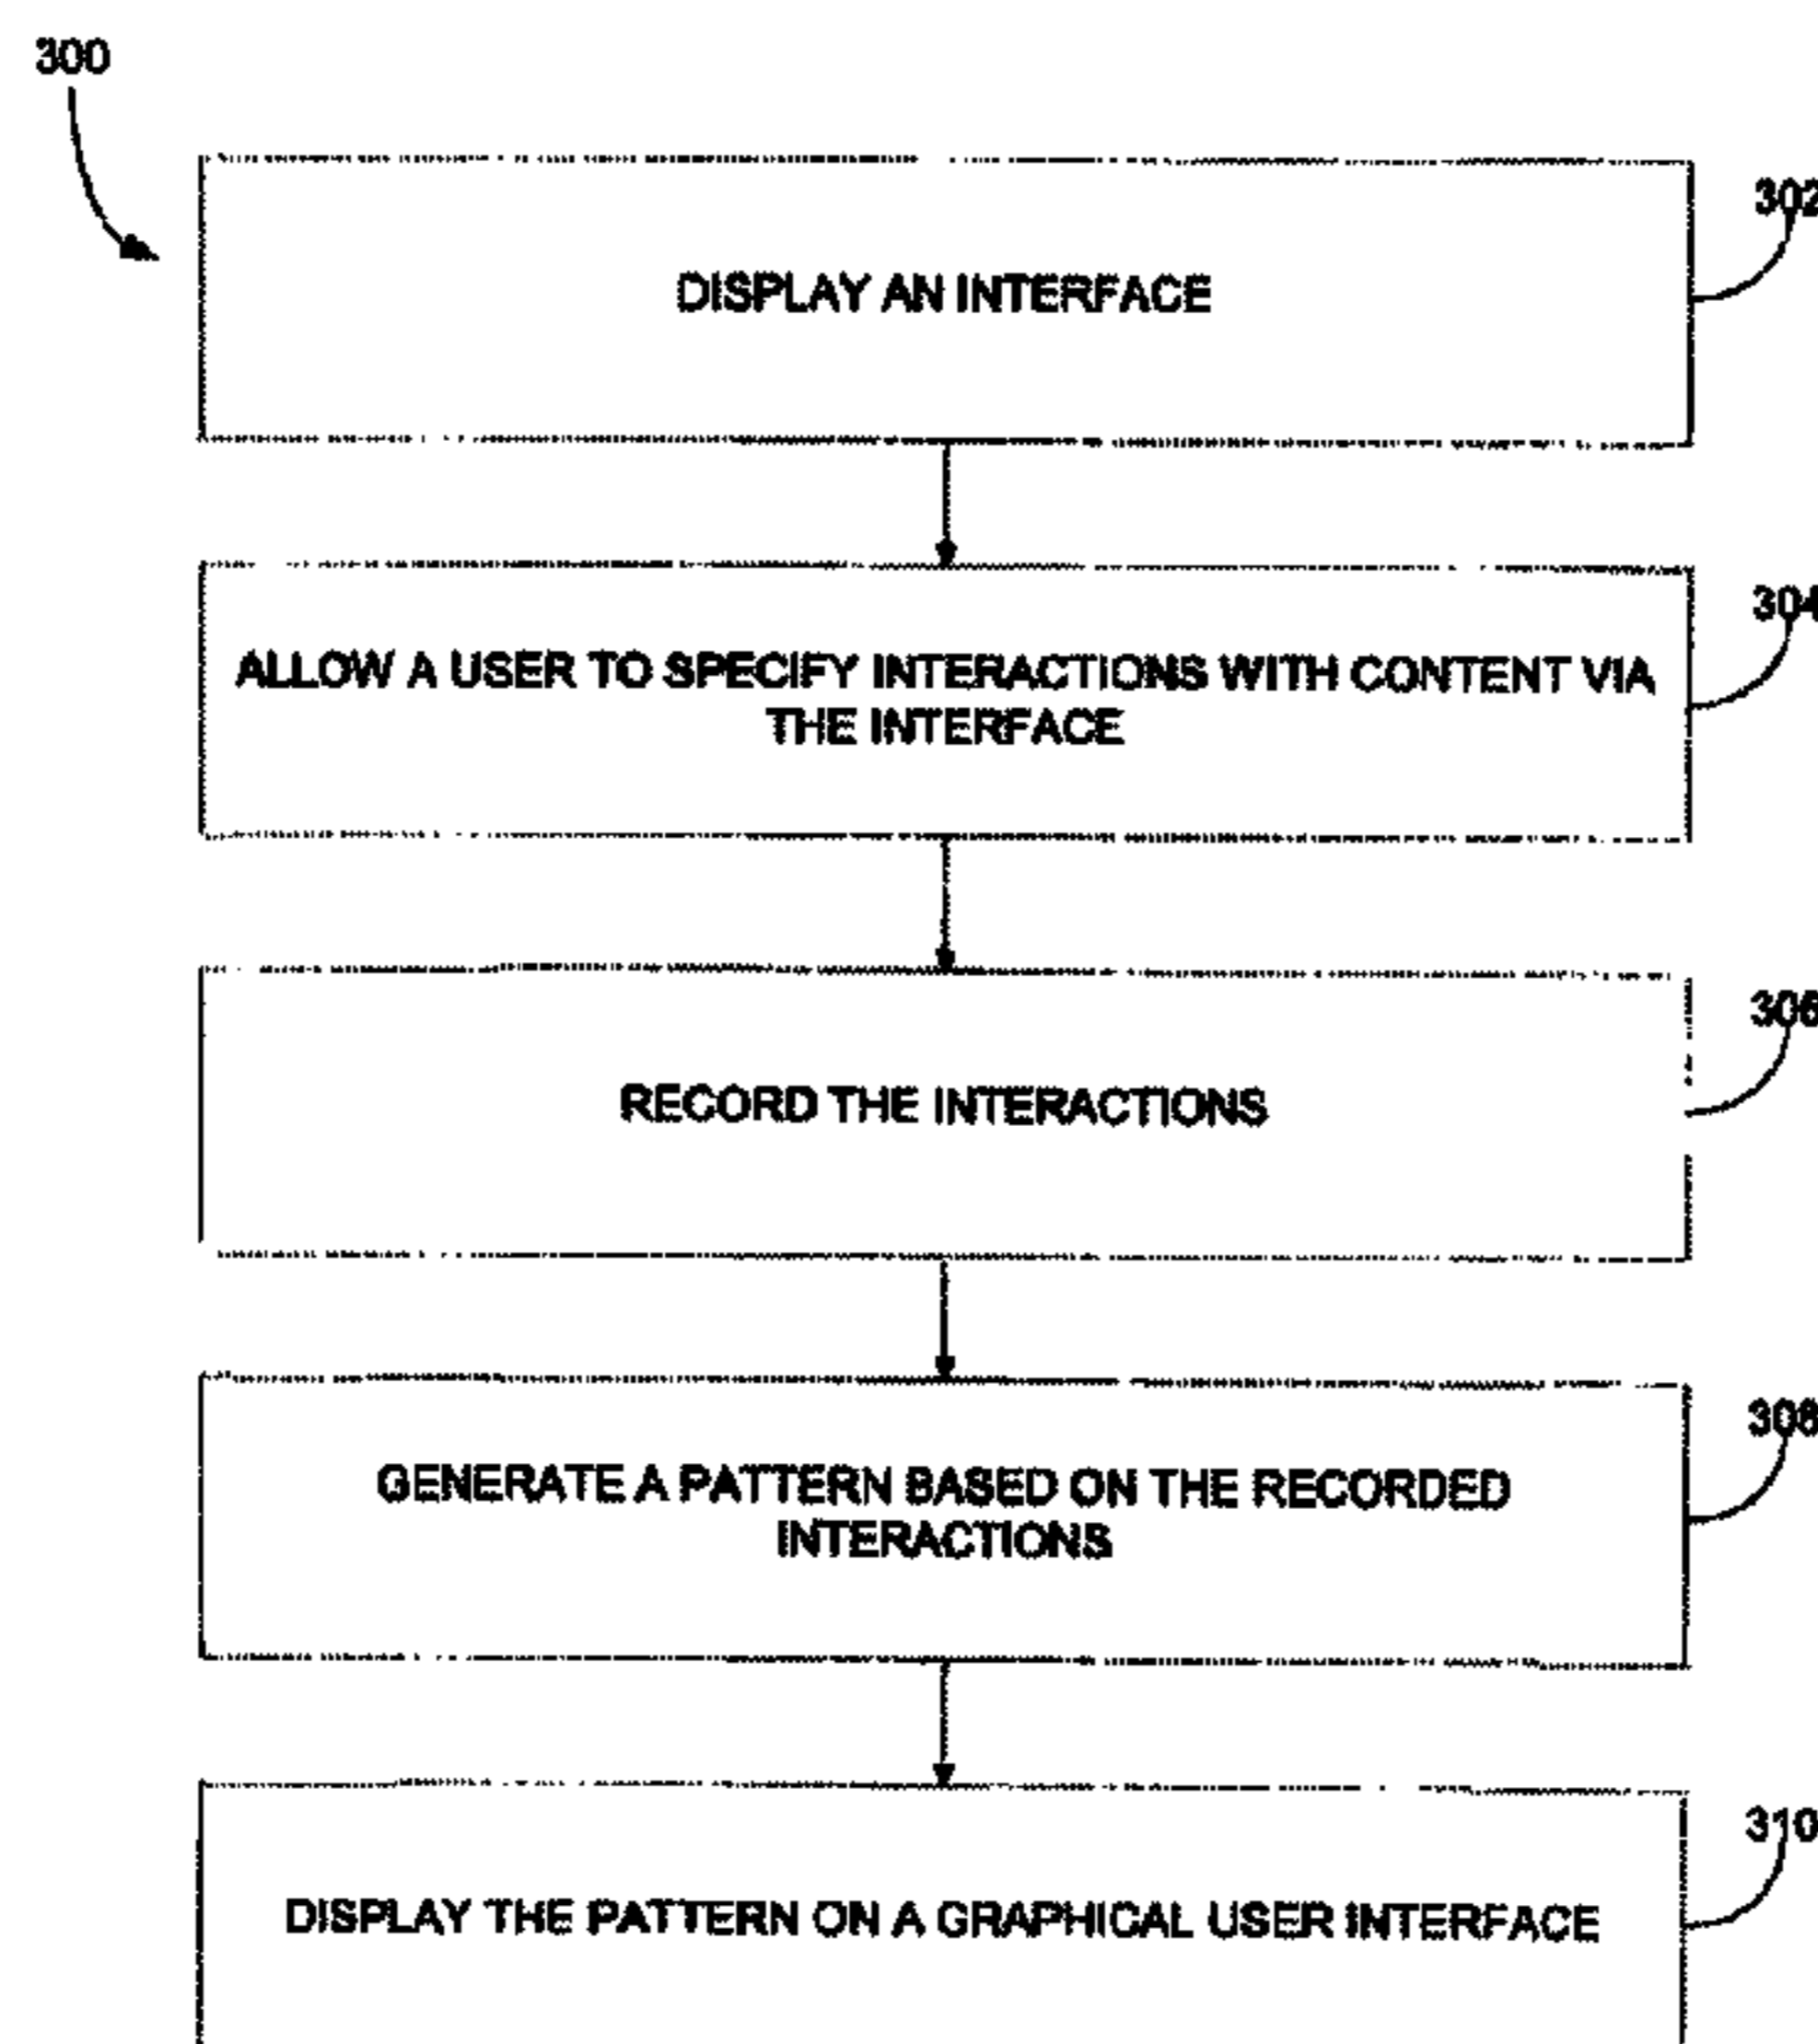 300
302
DISPLAY AN INTERFACE
304
ALLOW A USER TO SPECIFY INTERACTIONS WITH CONTENT VIA
THE INTERFACE
306
RECORD THE INTERACTIONS
308
GENERATE A PATTERN BASED ON THE RECORDED
INTERACTIONS
310
DISPLAY THE PATTERN ON A GRAPHICAL USER INTERFACE